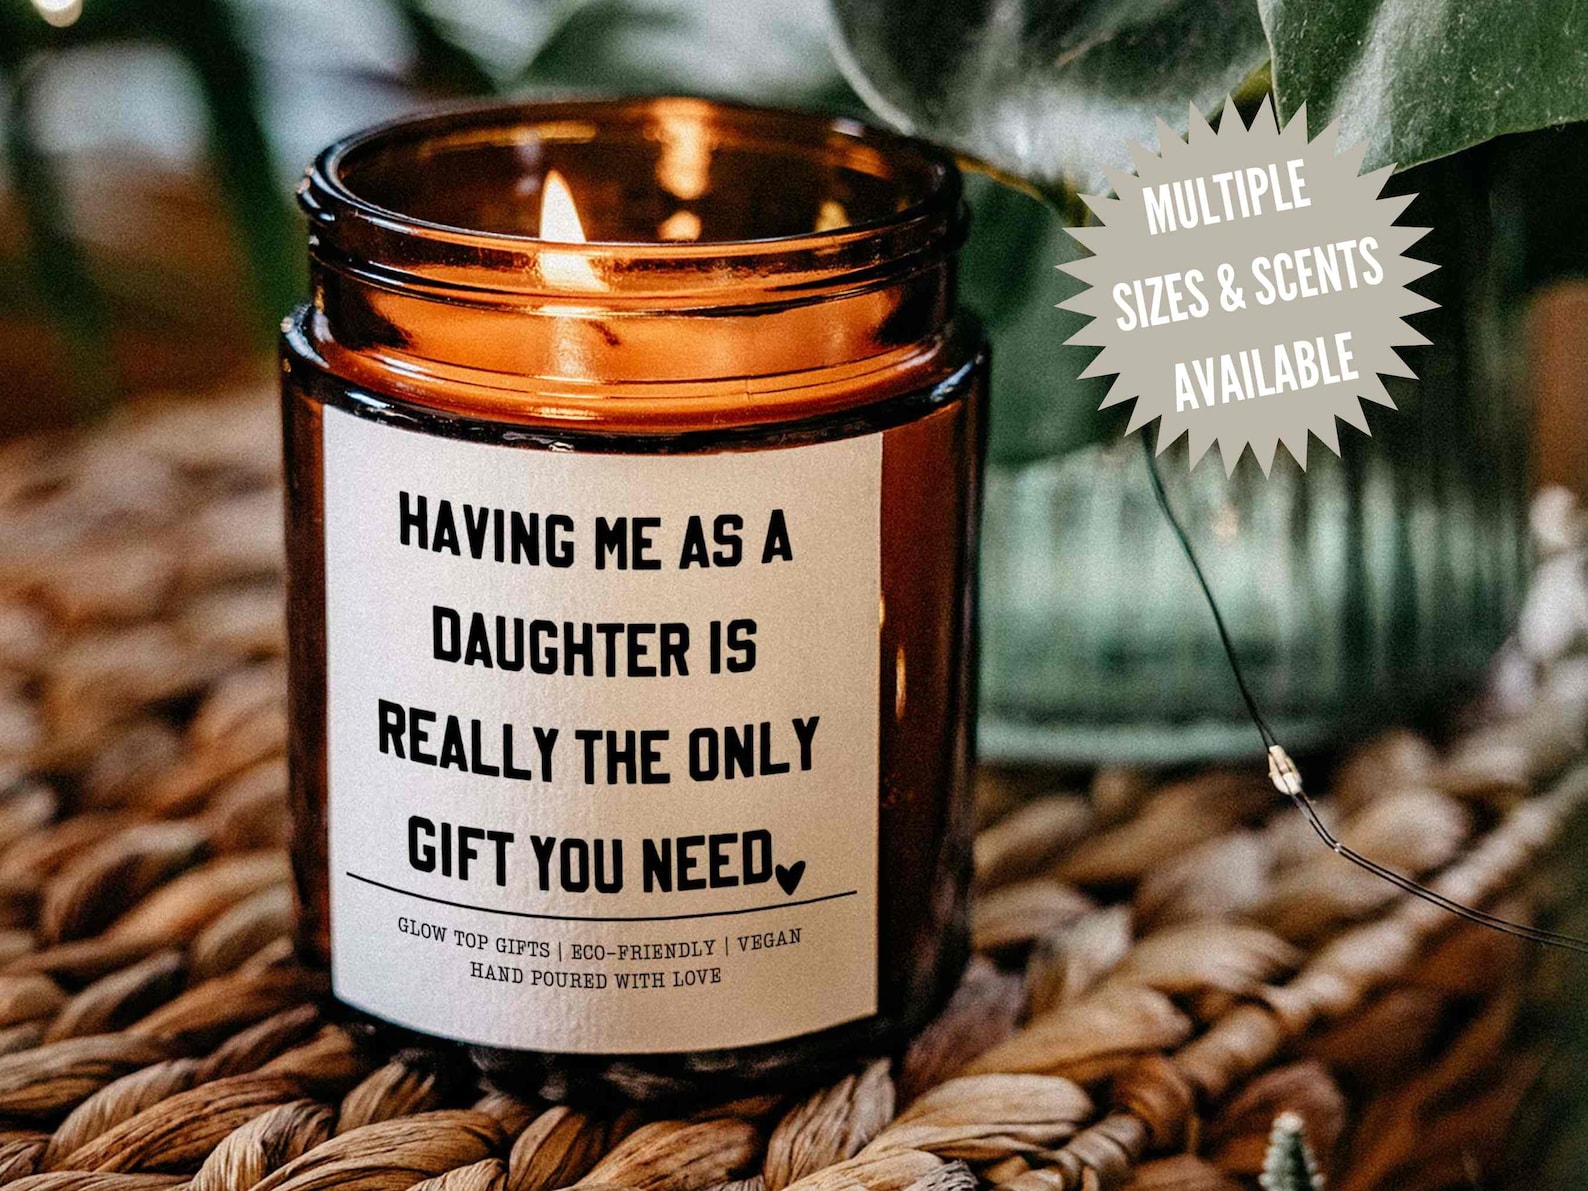 HAVING ME AS A
DAUGHTER IS
REALLY THE ONLY
GIFT YOU NEED
GLOW TOP GIFTS | ECO-FRIENDLY | VEGAN
HAND POURED WITH LOVE
MULTIPLE
SIZES & SCENTS
AVAILABLE